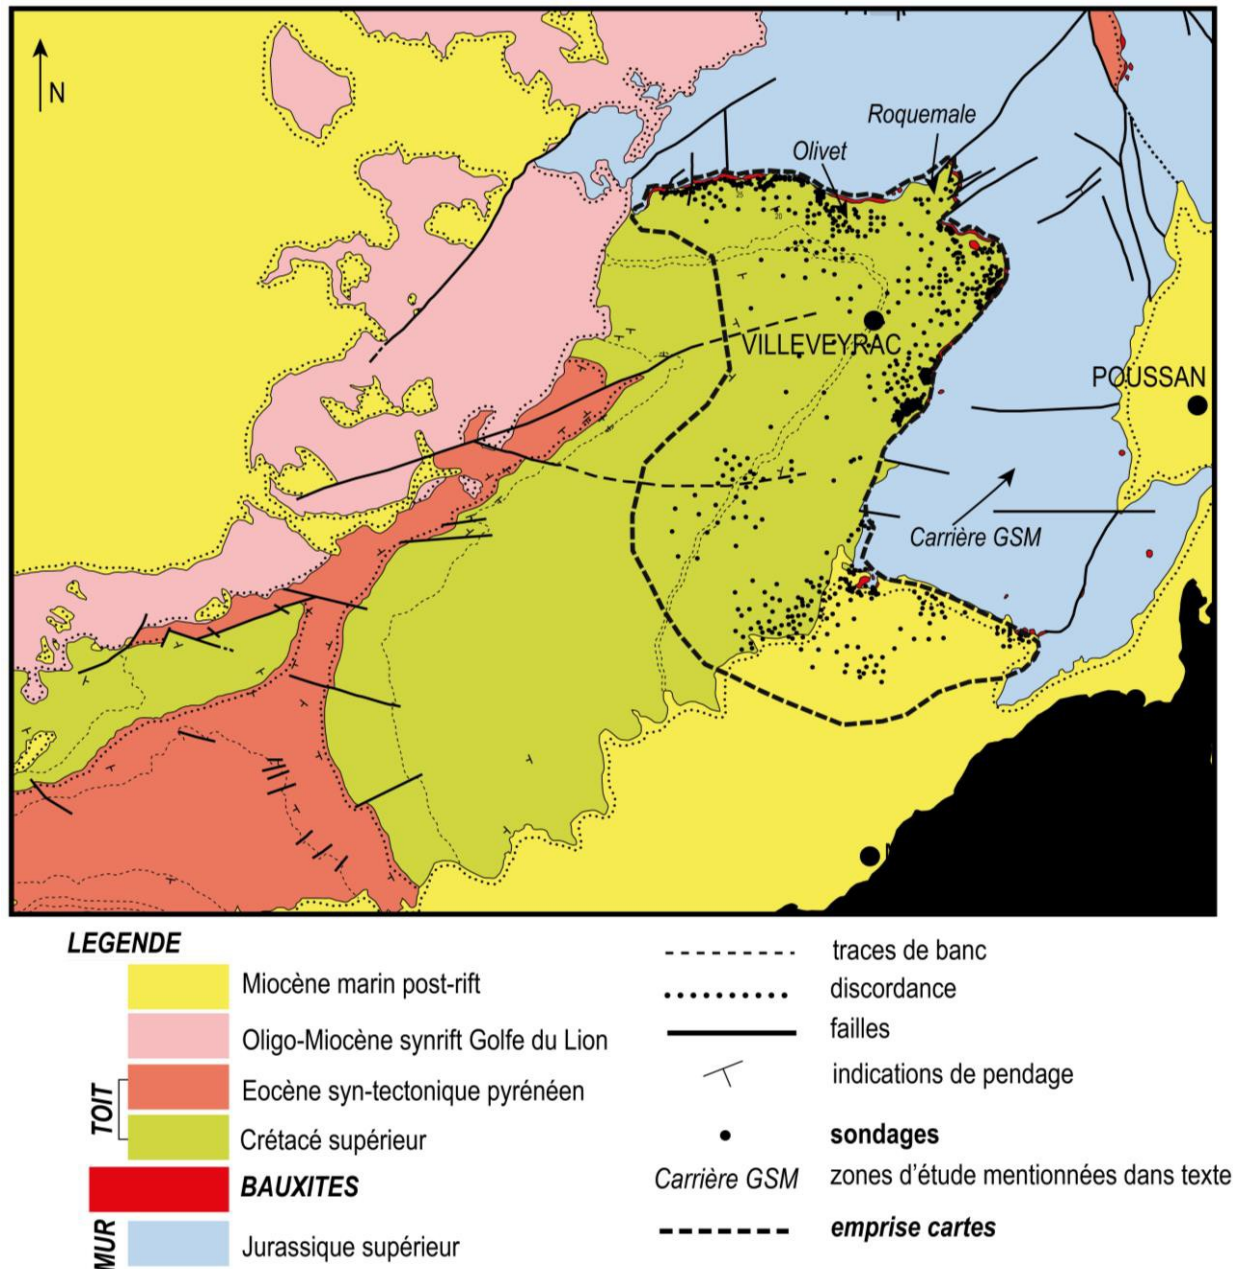 N
Roquemale
Olivet
VILLEVEYRAC
POUSSAN
Carrière GSM
25
20
LEGENDE
Miocène marin post-rift
Oligo-Miocène synrift Golfe du Lion
TOIT
Eocène syn-tectonique pyrénéen
Crétacé supérieur
BAUXITES
MUR
Jurassique supérieur
traces de banc
discordance
failles
indications de pendage
sondages
Carrière GSM
zones d'étude mentionnées dans texte
emprise cartes